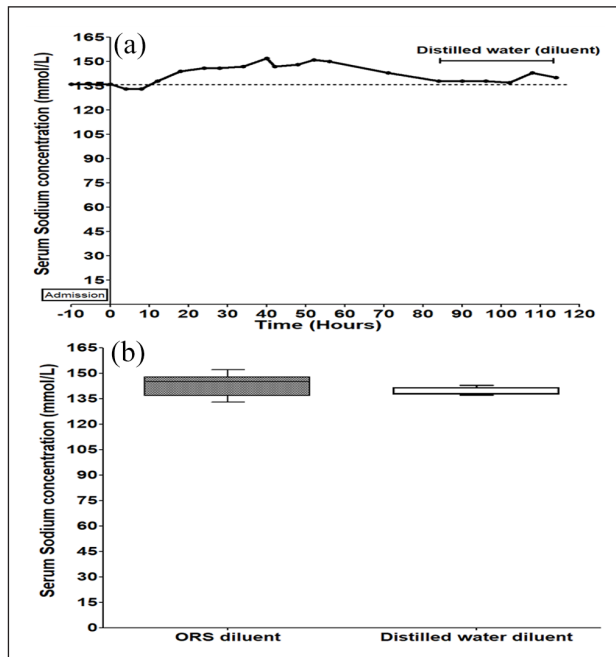 (a)
Serum Sodium concentration (mmol/L)
165
150
135
120
105
90
75
60
45
30
15
Distilled water (diluent)
Admission
-10 0 10 20 30 40 50 60 70 80 90 100 110 120
Time (Hours)
(b)
Serum Sodium concentration (mmol/L)
165
150
135
120
105
90
75
60
45
30
15
0
ORS diluent Distilled water diluent